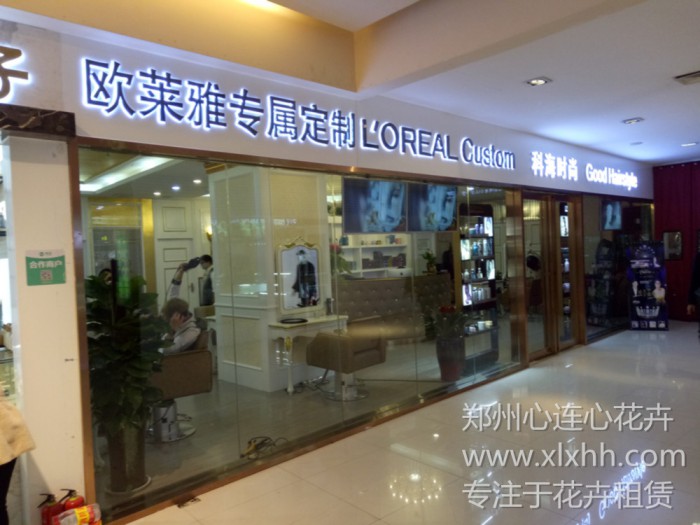 子
欧莱雅专属定制 L'OREAL Custom 科海时尚 Good Hairstyle
合作商户
郑州心连心花卉
www.xlxhh.com
专注于花卉租赁